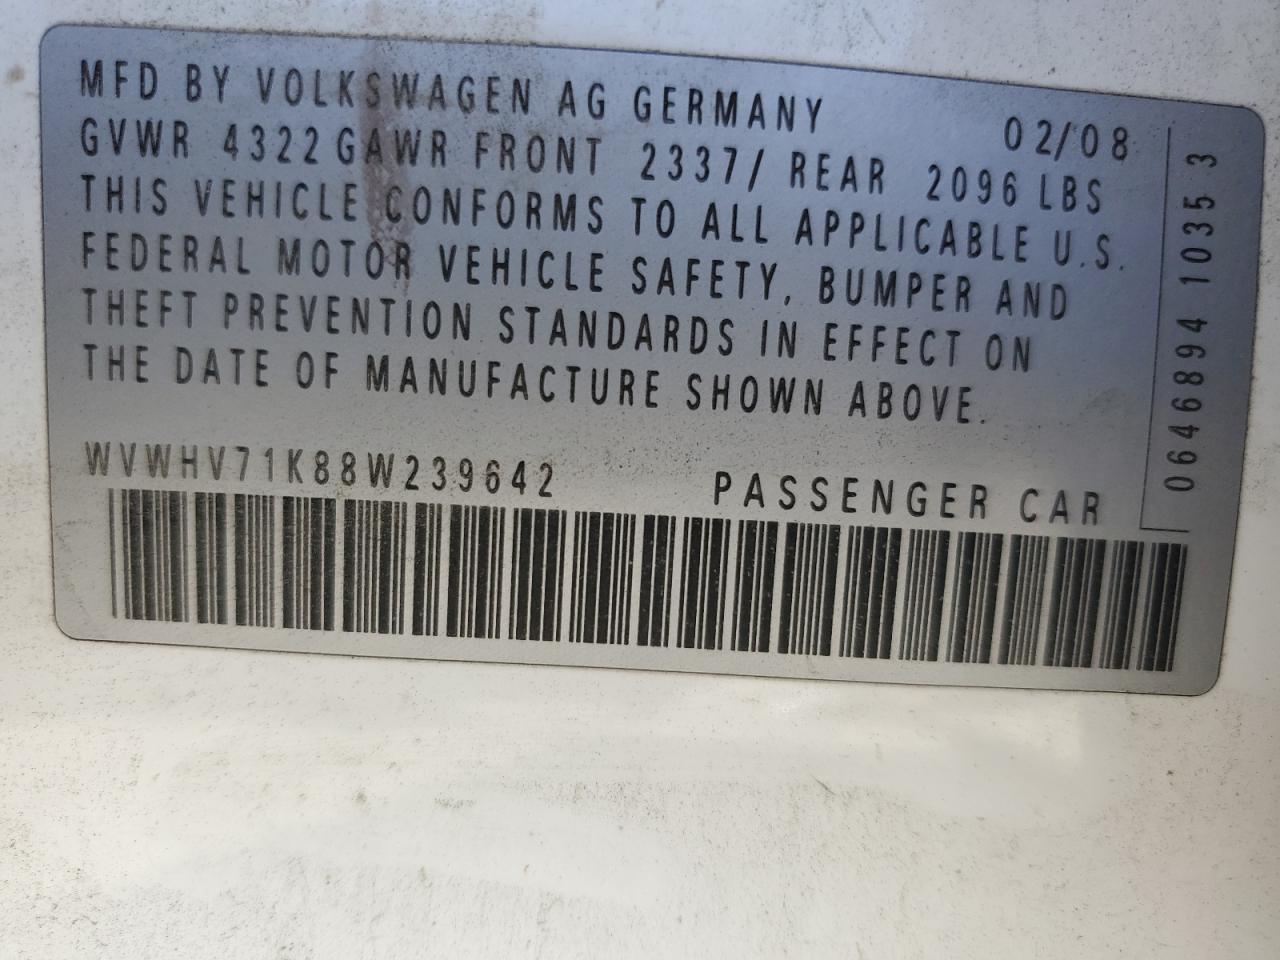 MFD BY VOLKSWAGEN AG GERMANY 02/08
GVWR 4322 GAWR FRONT 2337/ REAR 2096 LBS
THIS VEHICLE CONFORMS TO ALL APPLICABLE U.S.
FEDERAL MOTOR VEHICLE SAFETY, BUMPER AND
THEFT PREVENTION STANDARDS IN EFFECT ON
THE DATE OF MANUFACTURE SHOWN ABOVE.
WVWHV71K88W239642 PASSENGER CAR
0646894 1035 3